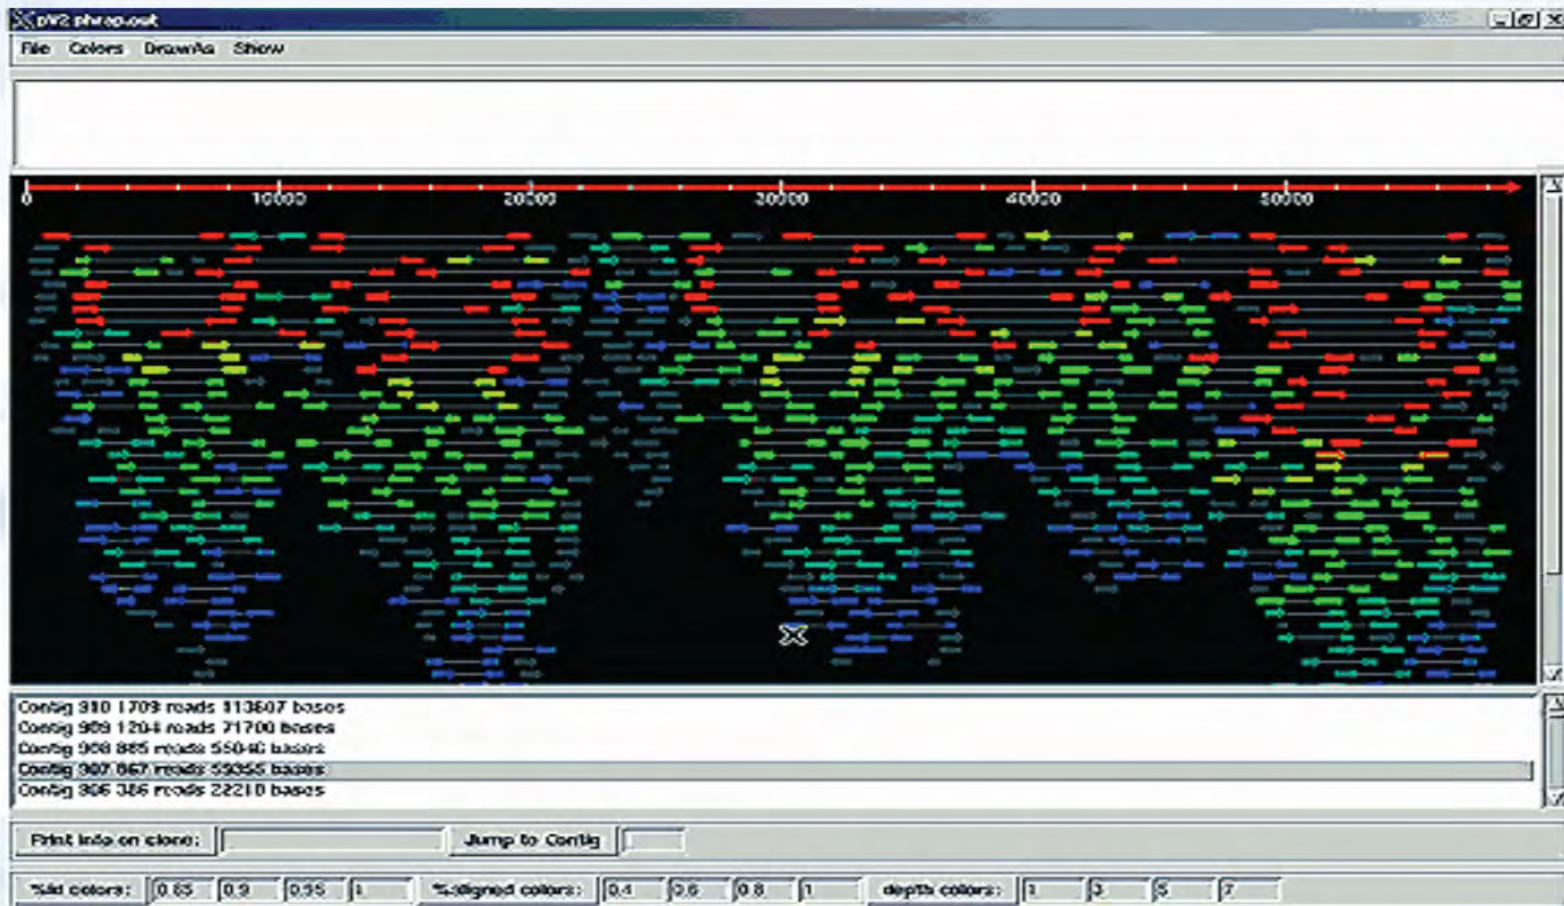 pV2 phrap.out
File Colors DrawAs Show
0 10000 20000 30000 40000 50000
Contig 910 1709 reads 113607 bases
Contig 909 1204 reads 71700 bases
Contig 908 885 reads 55046 bases
Contig 907 867 reads 59355 bases
Contig 906 386 reads 22210 bases
Print info on clone: Jump to Contig
%id colors: 0.85 0.9 0.95 1 %aligned colors: 0.4 0.6 0.8 1 depth colors: 1 3 5 7